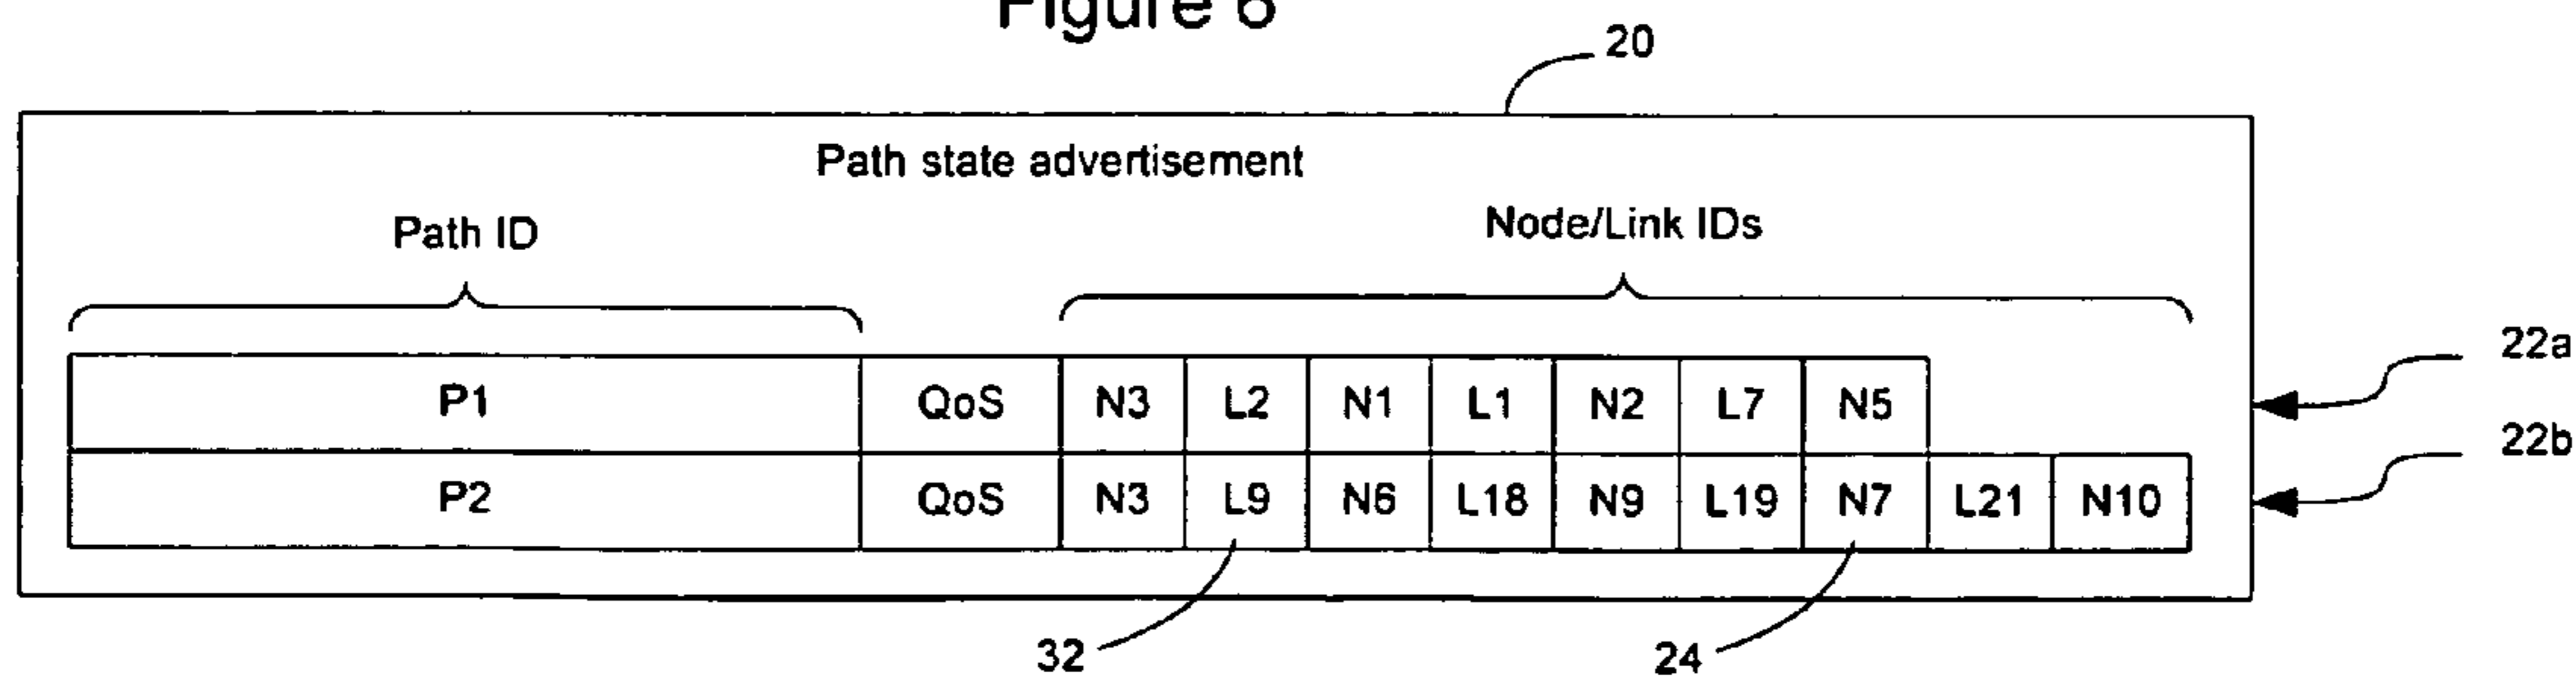 Figure 6
20
Path state advertisement
Path ID
Node/Link IDs
P1 QoS N3 L2 N1 L1 N2 L7 N5
22a
P2 QoS N3 L9 N6 L18 N9 L19 N7 L21 N10
22b
32
24